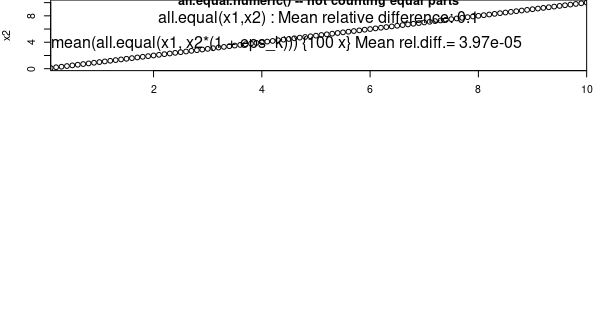 all.equal.numeric() -- not counting equal parts
all.equal(x1,x2) : Mean relative difference: 0.1
mean(all.equal(x1, x2*(1 + eps_k))) {100 x} Mean rel.diff.= 3.97e-05
x2
8
4
0
2 4 6 8 10